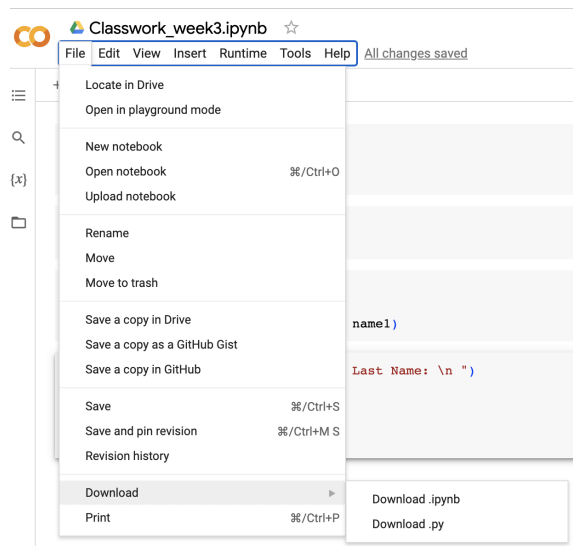 Classwork_week3.ipynb
File Edit View Insert Runtime Tools Help All changes saved
+
Locate in Drive
Open in playground mode
{x}
New notebook
Open notebook ⌘/Ctrl+O
Upload notebook
Rename
Move
Move to trash
Save a copy in Drive
name1)
Save a copy as a GitHub Gist
Save a copy in GitHub
Last Name: \n ")
Save ⌘/Ctrl+S
Save and pin revision ⌘/Ctrl+M S
Revision history
Download
Download .ipynb
Print ⌘/Ctrl+P
Download .py